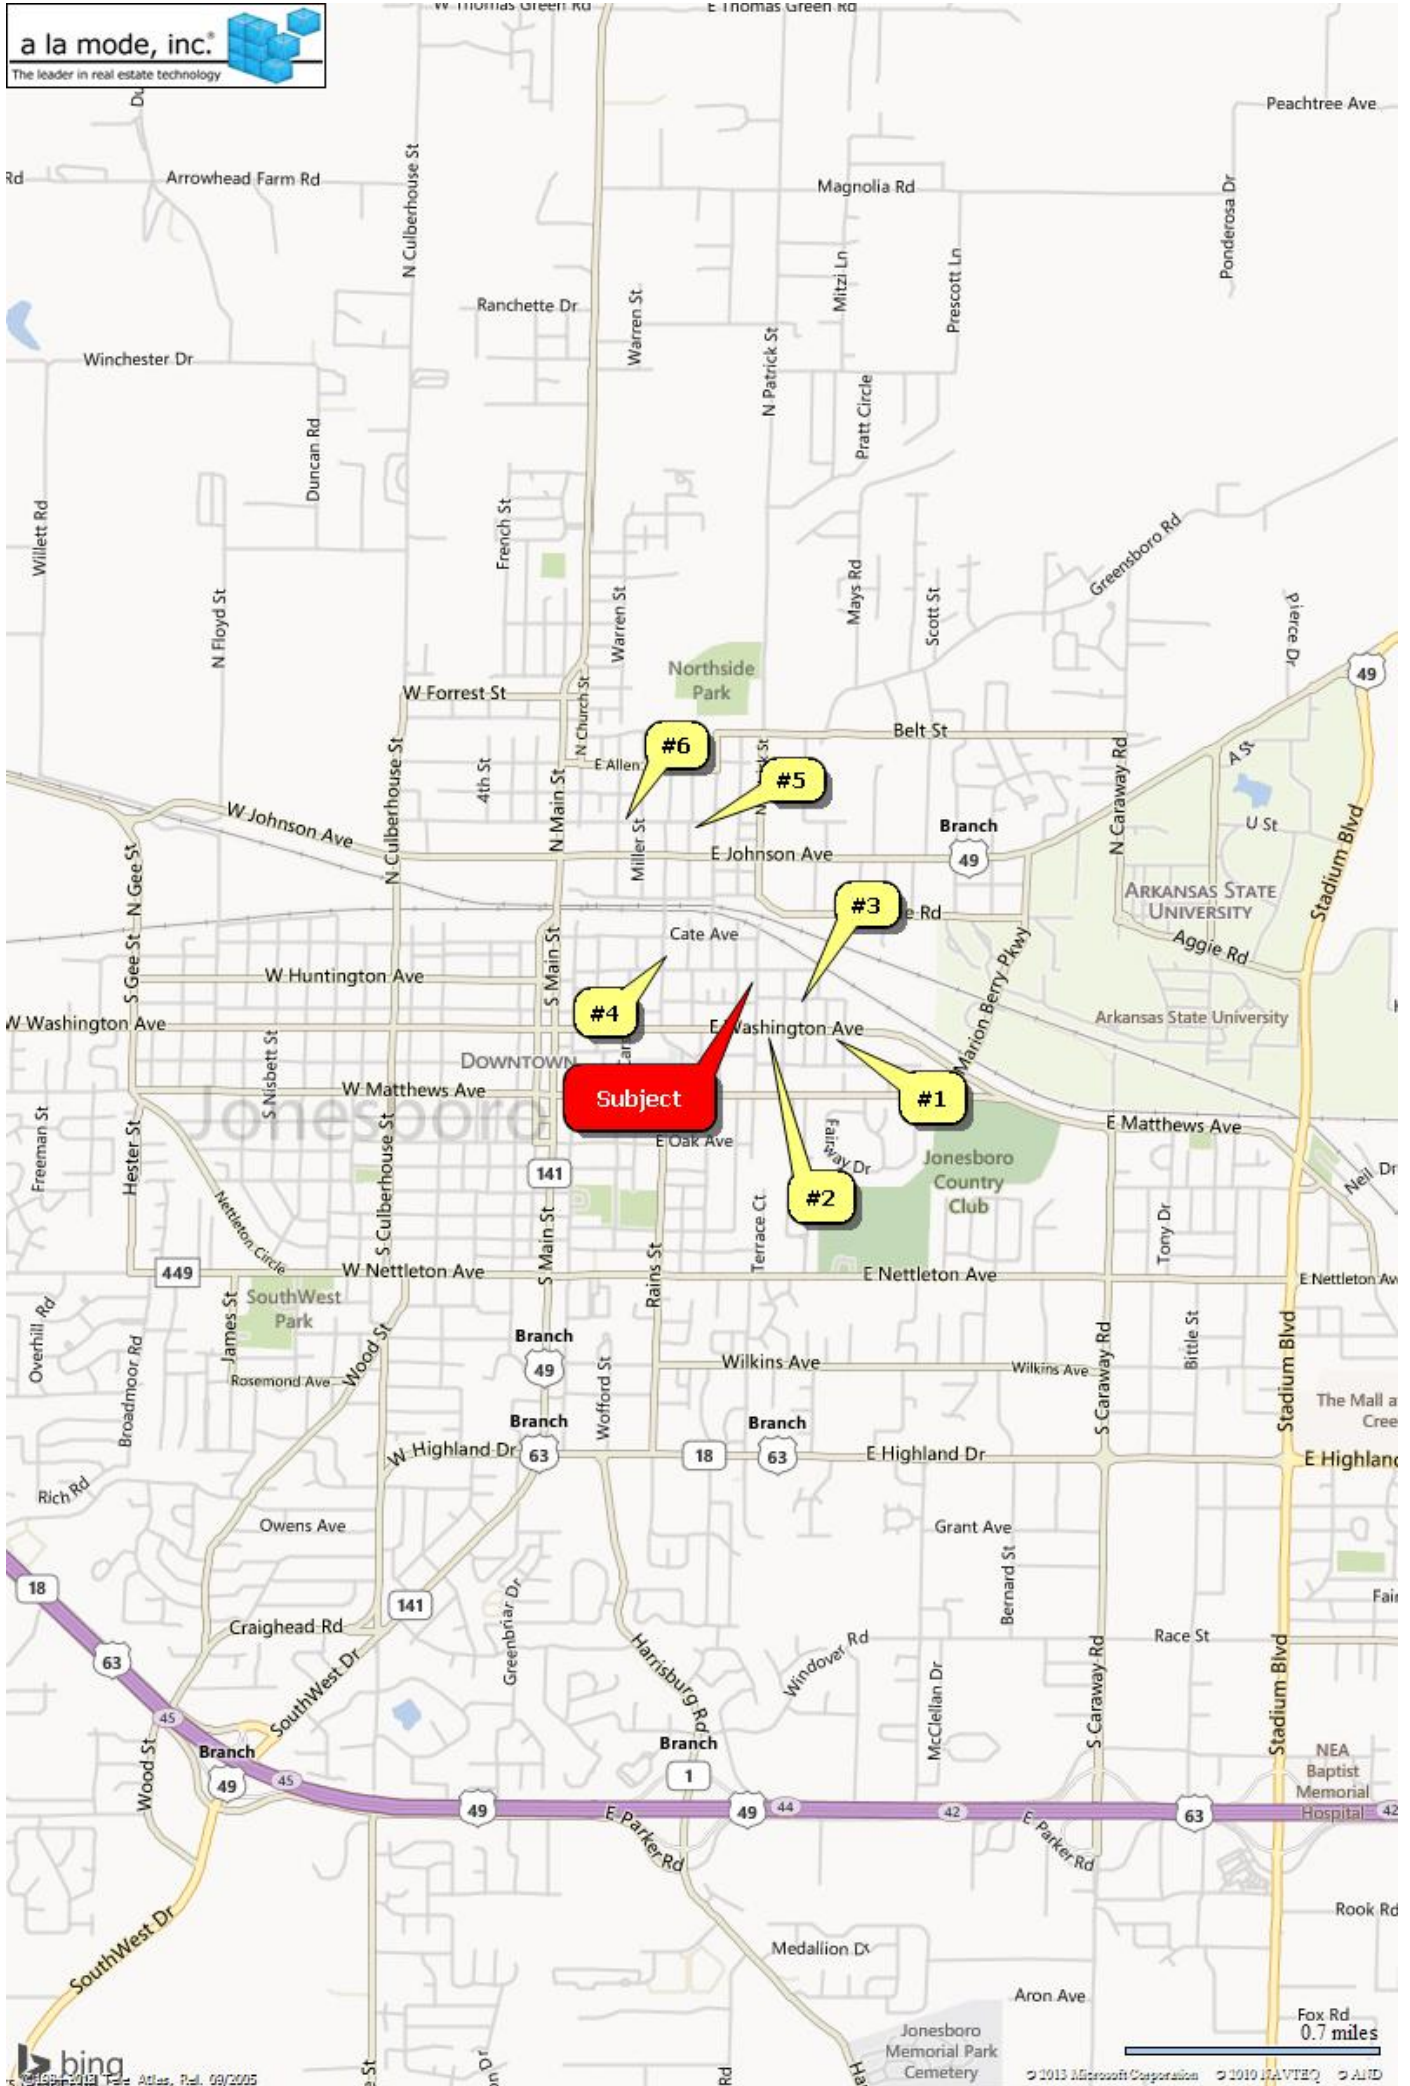 W Thomas Green Rd
E Thomas Green Rd
a la mode, inc.®
The leader in real estate technology
Peachtree Ave
Rd
Arrowhead Farm Rd
N Culberhouse St
Magnolia Rd
Ponderosa Dr
Mitzi Ln
Prescott Ln
Ranchette Dr
Warren St
N Patrick St
Winchester Dr
Pratt Circle
Duncan Rd
Willett Rd
French St
Greensboro Rd
N Floyd St
Warren St
Mays Rd
Scott St
Pierce Dr
Northside
Park
49
W Forrest St
N Church St
Belt St
#6
E Allen
#5
A St
N Culberhouse St
4th St
N Main St
N Caraway Rd
W Johnson Ave
Miller St
E Johnson Ave
Branch
49
U St
Stadium Blvd
N Gee St
#3
ARKANSAS STATE
UNIVERSITY
Cate Ave
e Rd
Aggie Rd
S Gee St
W Huntington Ave
S Main St
#4
Marion Berry Pkwy
W Washington Ave
E Washington Ave
Arkansas State University
S Nisbett St
DOWNTOWN
W Matthews Ave
Subject
#1
Jonesboro
Freeman St
Hester St
S Culberhouse St
E Oak Ave
Fairway Dr
E Matthews Ave
141
Jonesboro
Country
Club
#2
Neil Dr
Nettleton Circle
S Main St
Terrace Ct
Tony Dr
449
W Nettleton Ave
Rains St
E Nettleton Ave
E Nettleton Av
SouthWest
Park
Overhill Rd
James St
Broadmoor Rd
Wood St
Branch
49
Wofford St
Wilkins Ave
Wilkins Ave
Bittle St
S Caraway Rd
Stadium Blvd
Rosemond Ave
The Mall a
Cree
Branch
63
Branch
63
W Highland Dr
18
E Highland Dr
E Highland
Rich Rd
Owens Ave
Grant Ave
Bernard St
18
141
Greenbriar Dr
Fair
Craighead Rd
Harrisburg Rd
Windover Rd
Race St
63
SouthWest Dr
McClellan Dr
S Caraway Rd
Stadium Blvd
45
Branch
49
45
Wood St
Branch
1
NEA
Baptist
Memorial
Hospital
49
49
44
42
63
42
E Parker Rd
E Parker Rd
Rook Rd
SouthWest Dr
Medallion Dr
Aron Ave
Fox Rd
0.7 miles
Jonesboro
Memorial Park
Cemetery
bing
e St
Rd
Ha
Tele Atlas, Rel. 09/2005
© 2013 Microsoft Corporation © 2010 NAVTEQ © AND